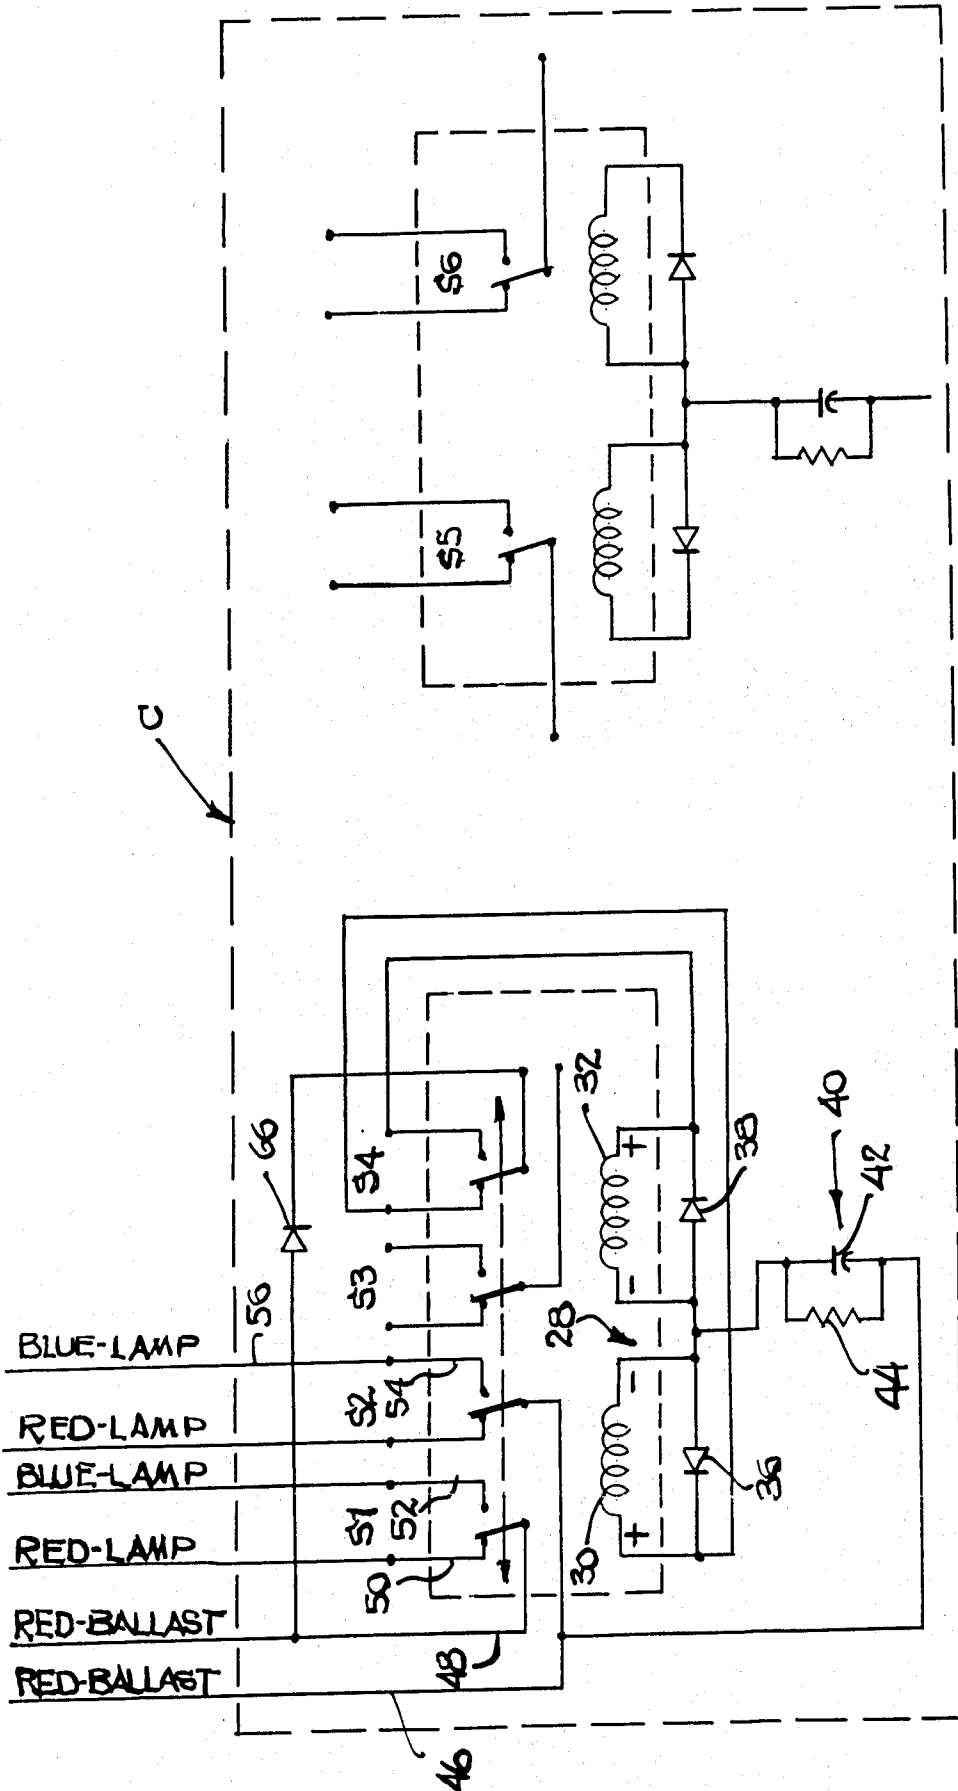 BLUE-LAMP
RED-LAMP
BLUE-LAMP
RED-LAMP
RED-BALLAST
RED-BALLAST
C
56
66
46
48
50
52
54
S1
S2
S3
S4
S5
S6
28
30
32
+
-
-
+
36
38
40
42
44